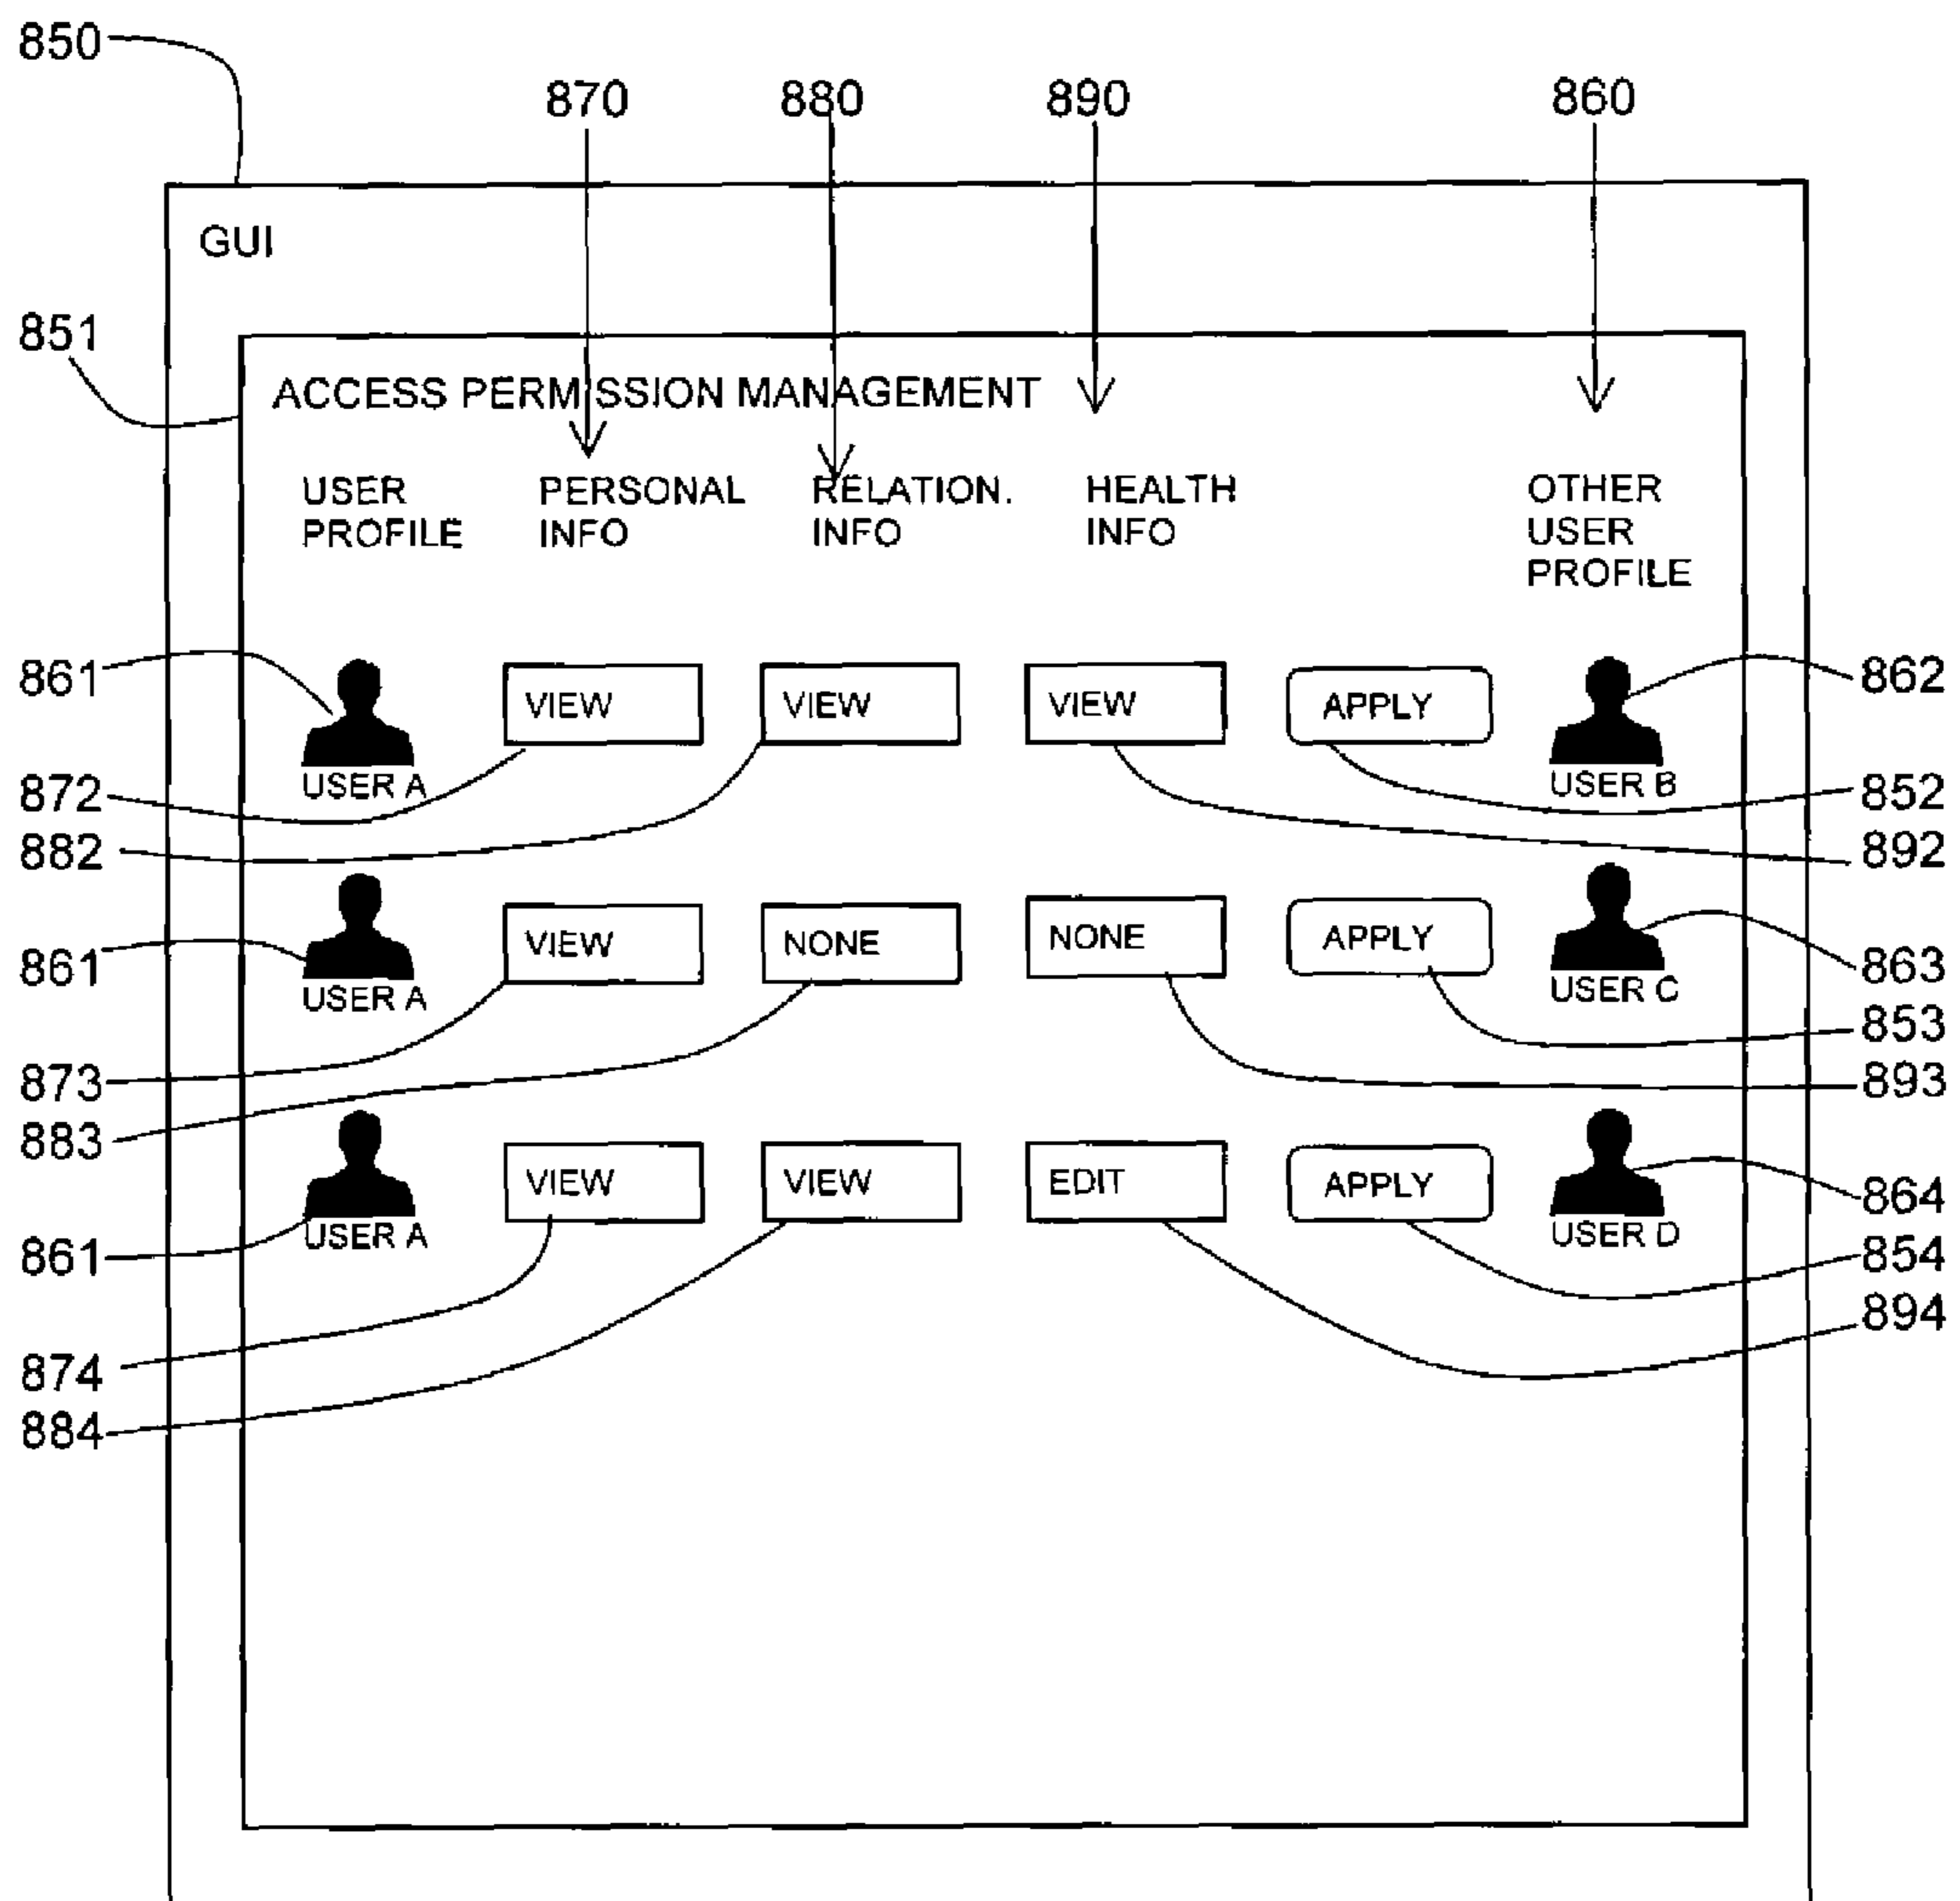 850
870 880 890 860
GUI
851
ACCESS PERMISSION MANAGEMENT
USER PROFILE
PERSONAL INFO
RELATION. INFO
HEALTH INFO
OTHER USER PROFILE
861 VIEW VIEW VIEW APPLY 862
USER A USER B
872 852
882 892
861 VIEW NONE NONE APPLY 863
USER A USER C
853
873 893
883
VIEW VIEW EDIT APPLY 864
861 USER A USER D 854
894
874
884